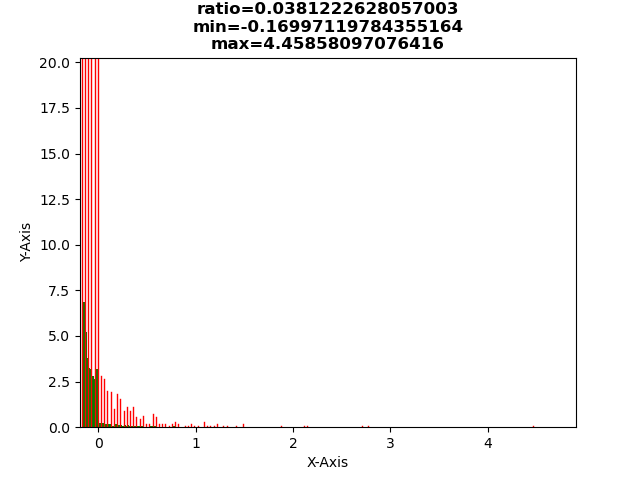 ratio=0.0381222628057003
min=-0.16997119784355164
max=4.45858097076416
20.0
17.5
15.0
12.5
10.0
7.5
5.0
2.5
0.0
Y-Axis
0 1 2 3 4
X-Axis